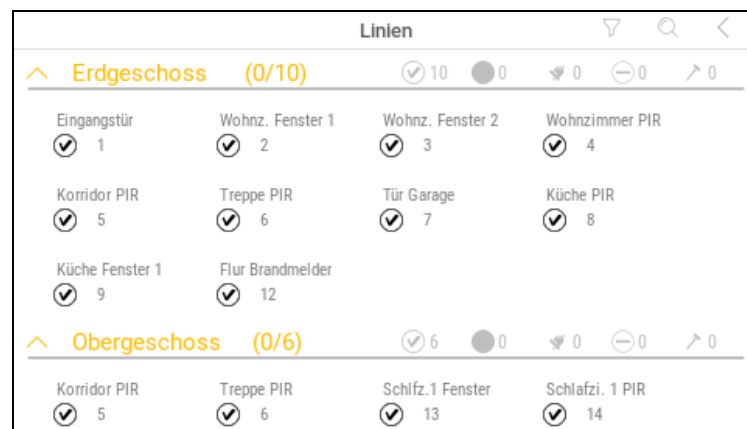 Linien
Erdgeschoss (0/10) 10 0 0 0 0
Eingangstür Wohnz. Fenster 1 Wohnz. Fenster 2 Wohnzimmer PIR
1 2 3 4
Korridor PIR Treppe PIR Tür Garage Küche PIR
5 6 7 8
Küche Fenster 1 Flur Brandmelder
9 12
Obergeschoss (0/6) 6 0 0 0 0
Korridor PIR Treppe PIR Schlfz.1 Fenster Schlafzi. 1 PIR
5 6 13 14